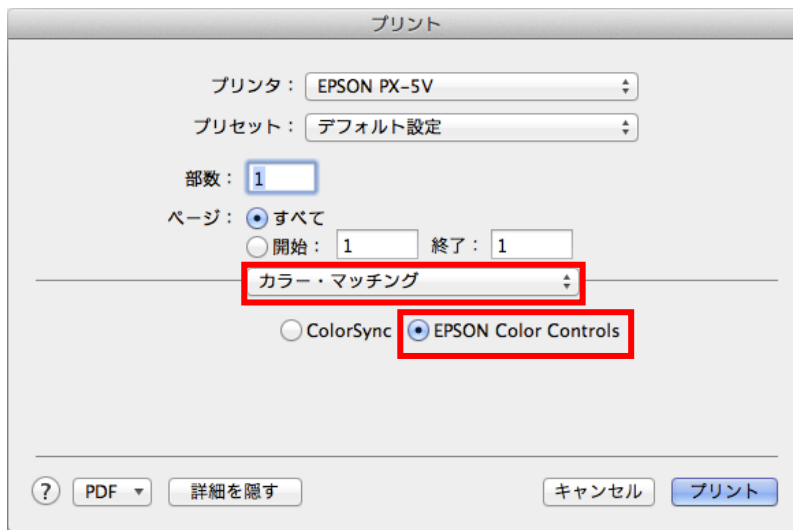 プリント
プリンタ： EPSON PX-5V
プリセット： デフォルト設定
部数： 1
ページ： すべて
開始： 1 終了： 1
カラー・マッチング
ColorSync EPSON Color Controls
? PDF 詳細を隠す キャンセル プリント